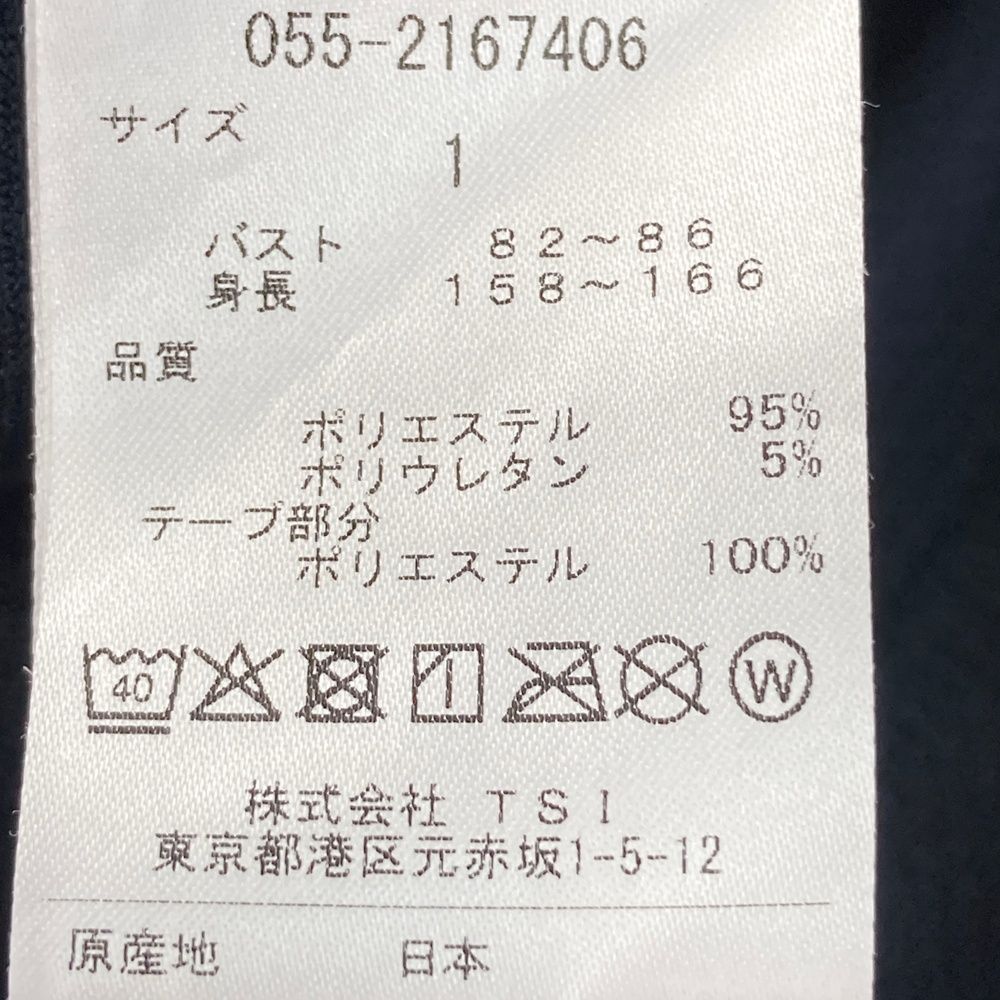 055-2167406
サイズ
1
バスト 82～86
身長 158～166
品質
ポリエステル 95%
ポリウレタン 5%
テープ部分
ポリエステル 100%
40 W
株式会社 TSI
東京都港区元赤坂1-5-12
原産地 日本